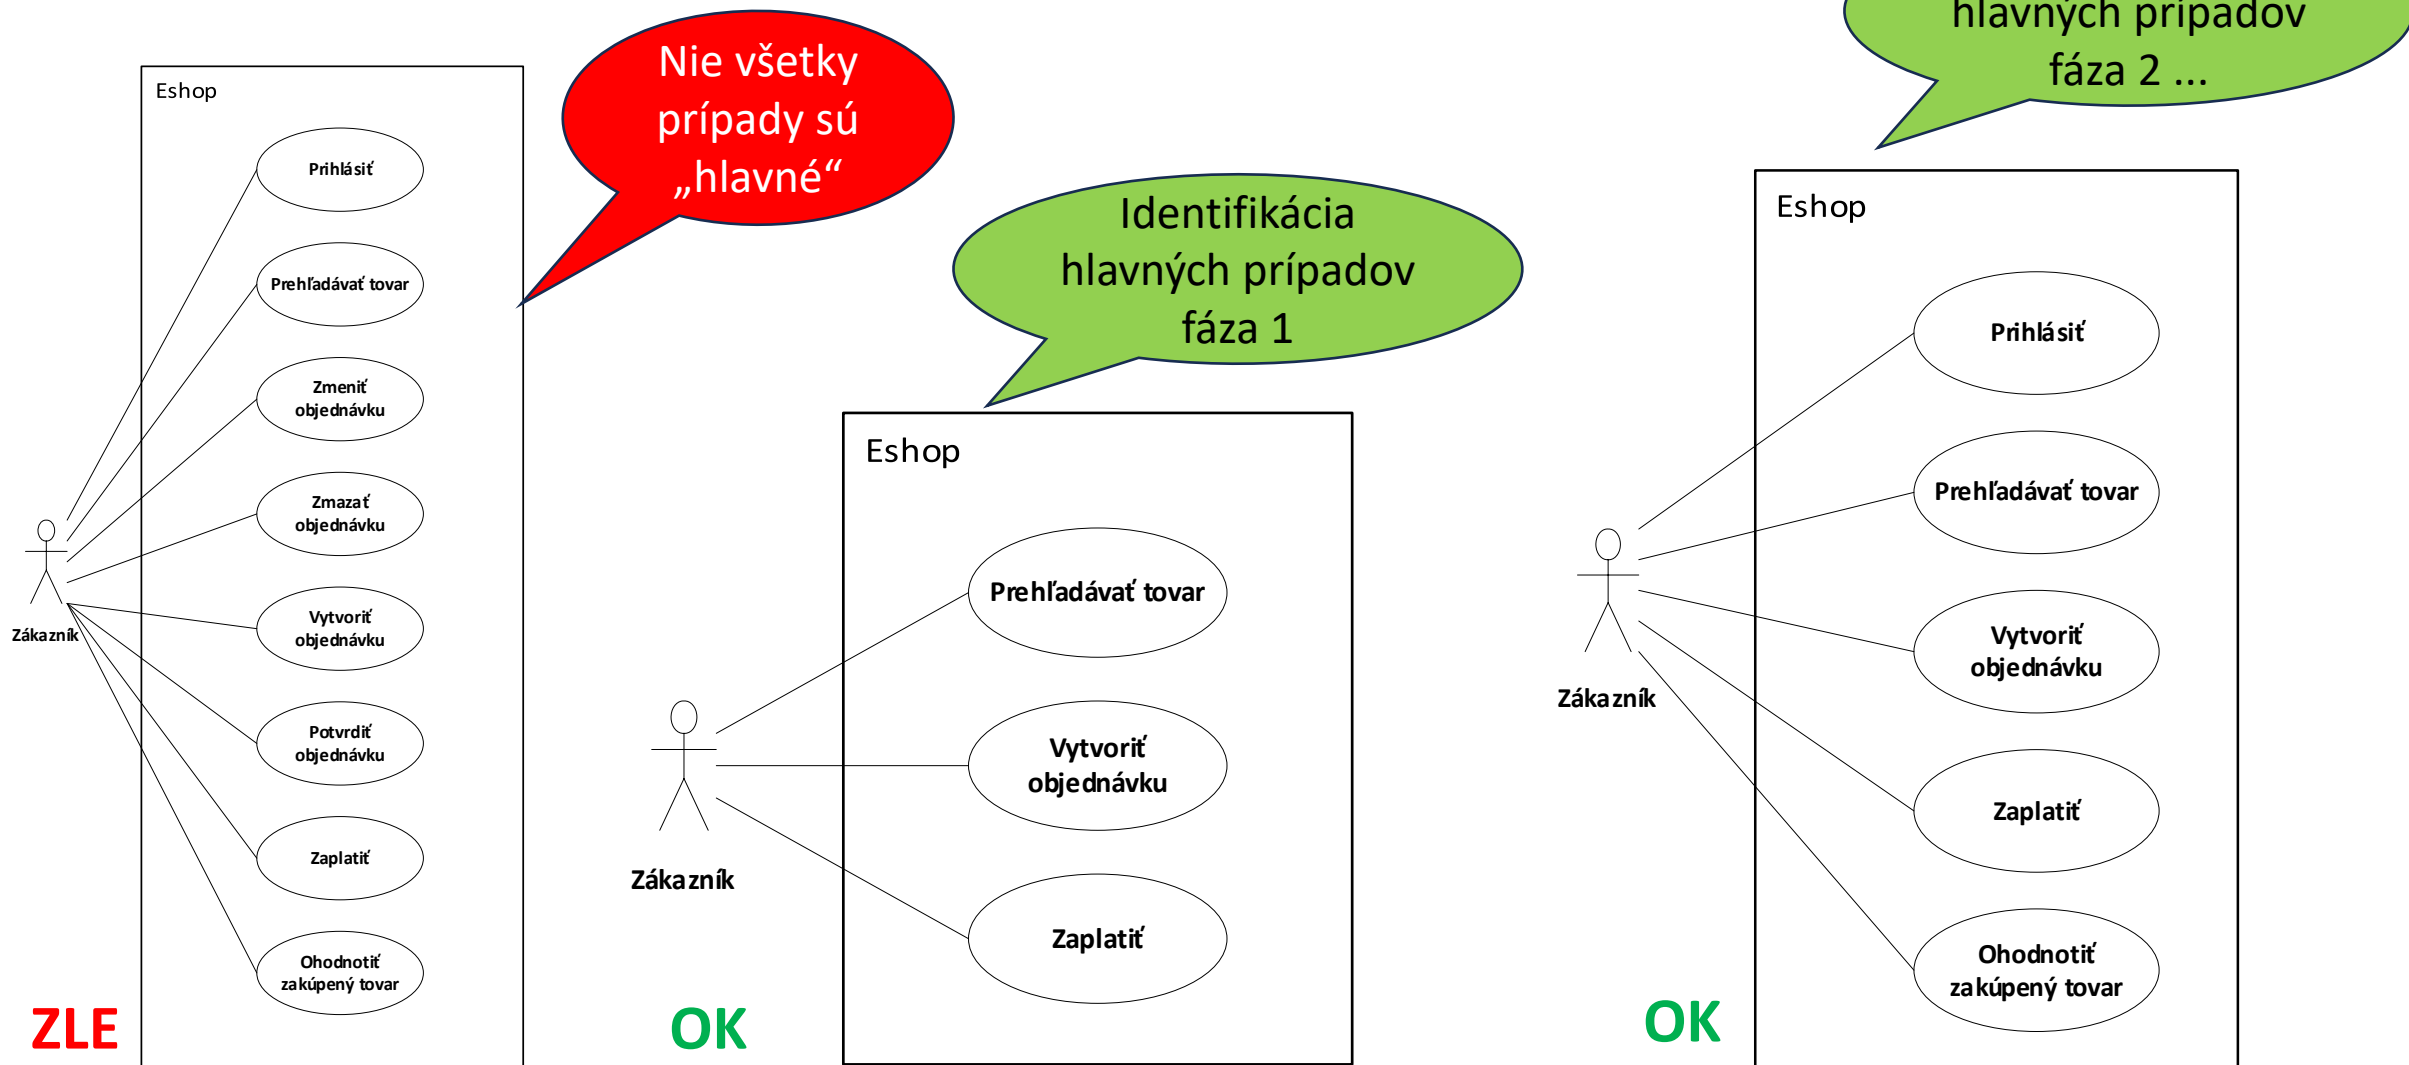 Eshop
Prihlásiť
Prehľadávať tovar
Zmeniť
objednávku
Zmazať
objednávku
Vytvoriť
objednávku
Potvrdiť
objednávku
Zaplatiť
Ohodnotiť
zakúpený tovar
Zákazník
ZLE
Nie všetky
prípady sú
„hlavné“
Identifikácia
hlavných prípadov
fáza 1
Eshop
Prehľadávať tovar
Vytvoriť
objednávku
Zaplatiť
Zákazník
OK
hlavných prípadov
fáza 2 ...
Eshop
Prihlásiť
Prehľadávať tovar
Vytvoriť
objednávku
Zaplatiť
Ohodnotiť
zakúpený tovar
Zákazník
OK